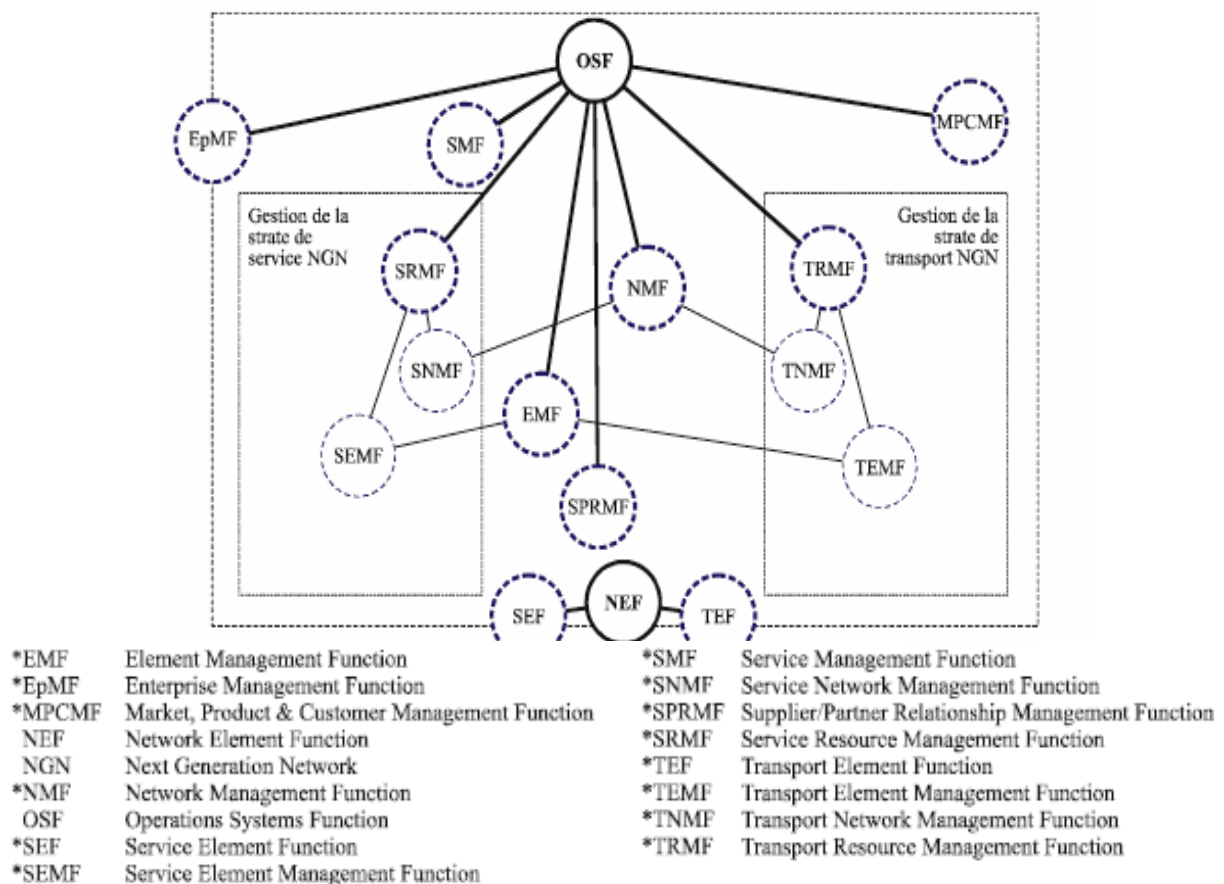 OSF
EpMF
SMF
MPCMF
Gestion de la
strate de
service NGN
Gestion de la
strate de
transport NGN
SRMF
NMF
TRMF
SNMF
TNMF
EMF
SEMF
TEMF
SPRMF
SEF
NEF
TEF
*EMF Element Management Function
*EpMF Enterprise Management Function
*MPCMF Market, Product & Customer Management Function
NEF Network Element Function
NGN Next Generation Network
*NMF Network Management Function
OSF Operations Systems Function
*SEF Service Element Function
*SEMF Service Element Management Function
*SMF Service Management Function
*SNMF Service Network Management Function
*SPRMF Supplier/Partner Relationship Management Function
*SRMF Service Resource Management Function
*TEF Transport Element Function
*TEMF Transport Element Management Function
*TNMF Transport Network Management Function
*TRMF Transport Resource Management Function